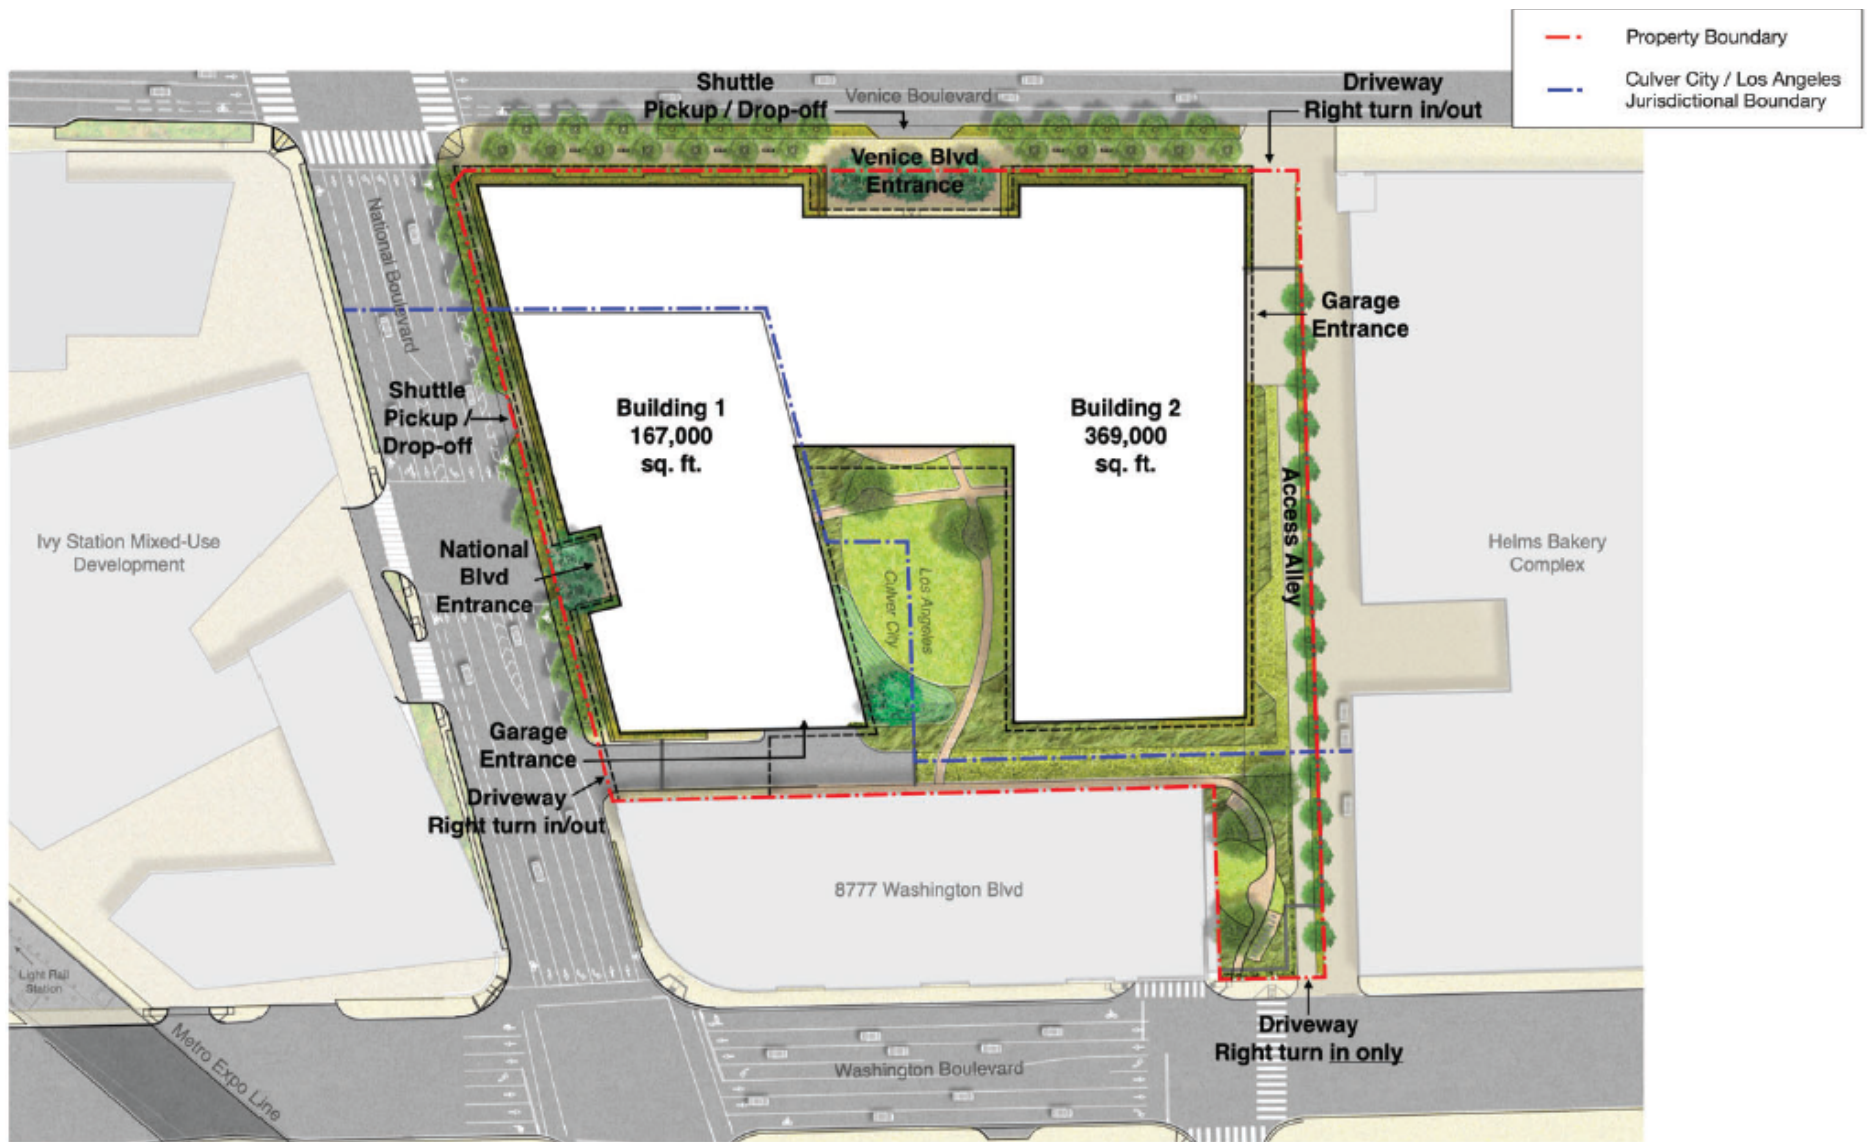 Property Boundary
Culver City / Los Angeles
Jurisdictional Boundary
Shuttle
Pickup / Drop-off
Venice Boulevard
Driveway
Right turn in/out
Venice Blvd
Entrance
National Boulevard
Garage
Entrance
Shuttle
Pickup /
Drop-off
Building 1
167,000
sq. ft.
Building 2
369,000
sq. ft.
Access Alley
Ivy Station Mixed-Use
Development
National
Blvd
Entrance
Los Angeles
Culver City
Helms Bakery
Complex
Garage
Entrance
Driveway
Right turn in/out
8777 Washington Blvd
Light Rail
Station
Metro Expo Line
Washington Boulevard
Driveway
Right turn in only